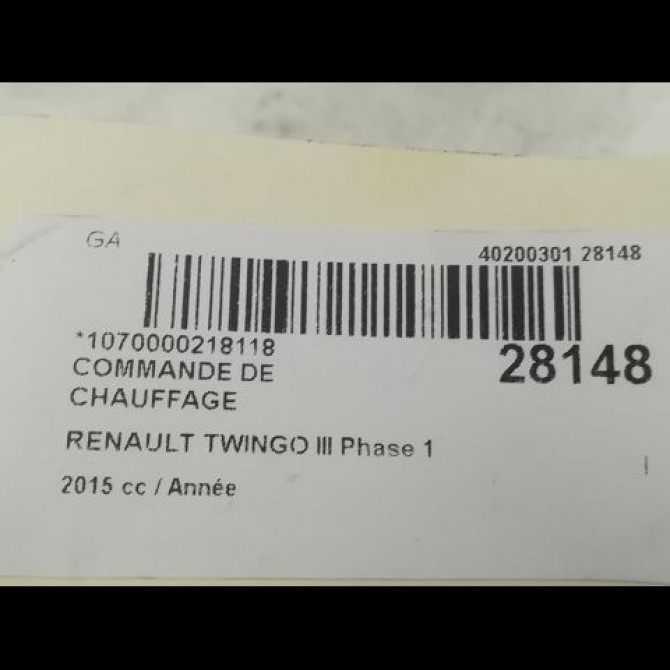 GA
40200301 28148
*1070000218118
28148
COMMANDE DE
CHAUFFAGE
RENAULT TWINGO III Phase 1
2015 cc / Année